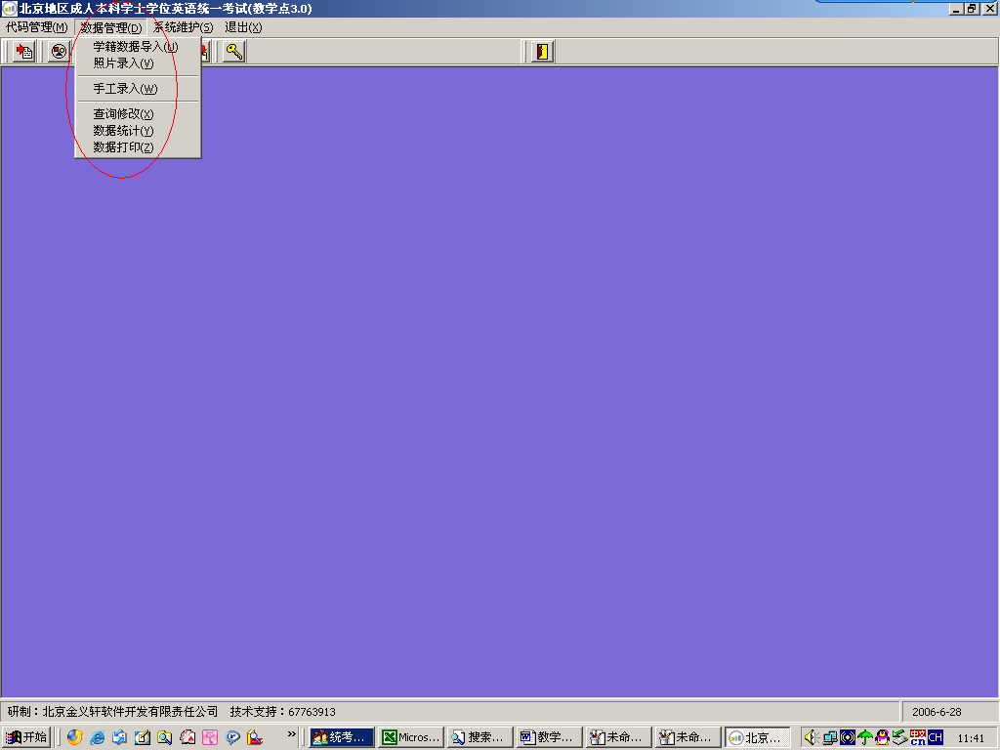 北京地区成人本科学士学位英语统一考试(教学点3.0)
代码管理(M) 数据管理(D) 系统维护(S) 退出(X)
学籍数据导入(U)
照片录入(V)
手工录入(W)
查询修改(X)
数据统计(Y)
数据打印(Z)
研制：北京金义轩软件开发有限责任公司 技术支持：67763913 2006-6-28
开始 » 统考... Micros... 搜索... 教学... 未命... 未命... 北京... 中文 cn CH 11:41